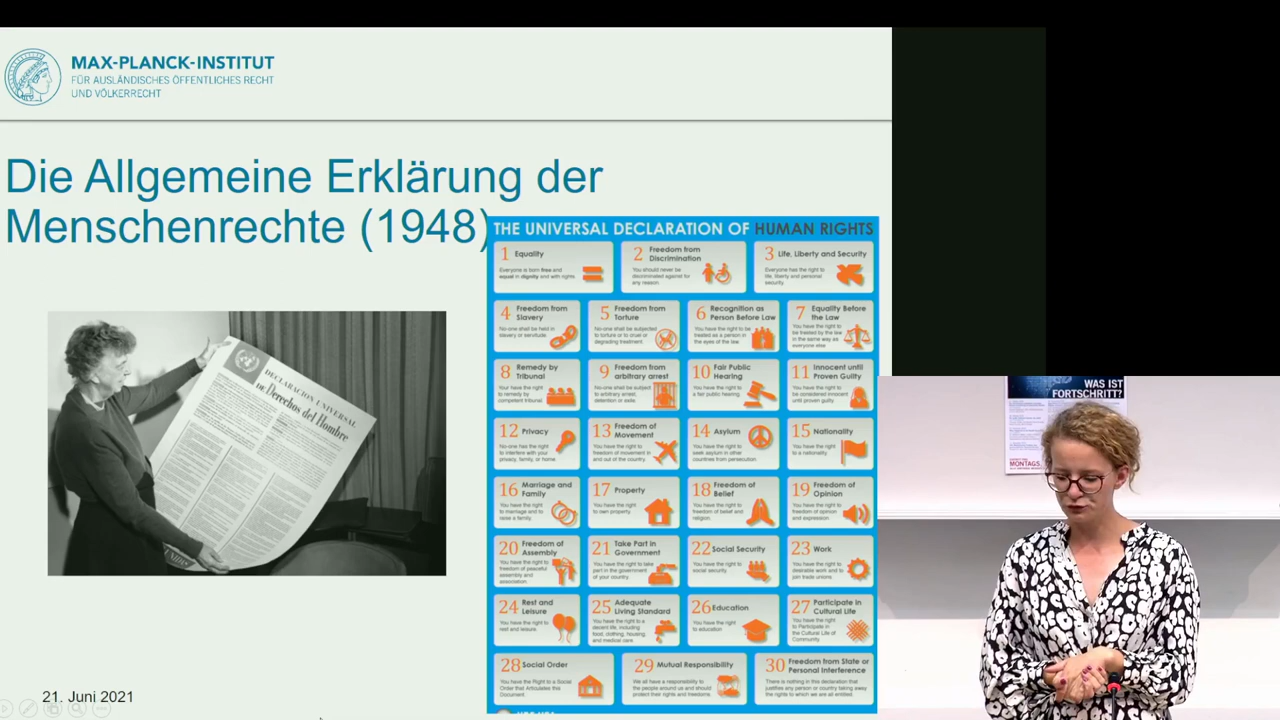 MAX-PLANCK-INSTITUT
FÜR AUSLÄNDISCHES ÖFFENTLICHES RECHT
UND VÖLKERRECHT
Die Allgemeine Erklärung der
Menschenrechte (1948)
THE UNIVERSAL DECLARATION OF HUMAN RIGHTS
1 Equality
Everyone is born free and
equal in dignity and with rights
2 Freedom from
Discrimination
You should never be
discriminated against for
any reason.
3 Life, Liberty and Security
Everyone has the right to
life, liberty and personal
security.
4 Freedom from
Slavery
No-one shall be held in
slavery or servitude.
5 Freedom from
Torture
No-one shall be subjected
to torture or to cruel or
degrading treatment.
6 Recognition as
Person Before Law
You have the right to be
treated as a person in
the eyes of the law.
7 Equality Before
the Law
You have the right to
be treated by the law
in the same way as
everyone else.
8 Remedy by
Tribunal
Your have the right
to remedy by
competent tribunal.
9 Freedom from
arbitrary arrest
No-one shall be subject
to arbitrary arrest,
detention or exile.
10 Fair Public
Hearing
You have the right to
a fair public hearing.
11 Innocent until
Proven Guilty
You have the right to
be considered innocent
until proven guilty.
12 Privacy
No one has the right
to interfere with your
privacy, family, or home.
13 Freedom of
Movement
You have the right to
freedom of movement in
and out of the country
14 Asylum
You have the right to
seek asylum in other
countries from persecution.
15 Nationality
You have the right
to a nationality.
16 Marriage and
Family
You have the right
to marriage and to
raise a family.
17 Property
You have the right
to own property.
18 Freedom of
Belief
You have the right to
freedom of belief and
religion.
19 Freedom of
Opinion
You have the right to
freedom of opinion
and expression.
20 Freedom of
Assembly
You have the right to
freedom of peaceful
assembly and
association.
21 Take Part in
Government
You have the right to take
part in the government
of your country.
22 Social Security
You have the right to
social security.
23 Work
You have the right to
desirable work and to
join trade unions.
24 Rest and
Leisure
You have the right to
rest and leisure.
25 Adequate
Living Standard
You have the right to a
decent life, including
food, clothing, housing,
and medical care.
26 Education
You have the right
to education.
27 Participate in
Cultural Life
You have the right
to Participate in
the Cultural Life of
Community
28 Social Order
You have the Right to a Social
Order that Articulates this
Document
29 Mutual Responsibility
We all have a responsibility to
the people around us and should
protect their rights and freedoms.
30 Freedom from State or
Personal Interference
There is nothing in this declaration that
justifies any person or country taking away
the rights to which we are all entitled.
DECLARACION UNIVERSAL
DE Derechos del Hombre
21. Juni 2021
WAS IST
FORTSCHRITT?
MONTAGS